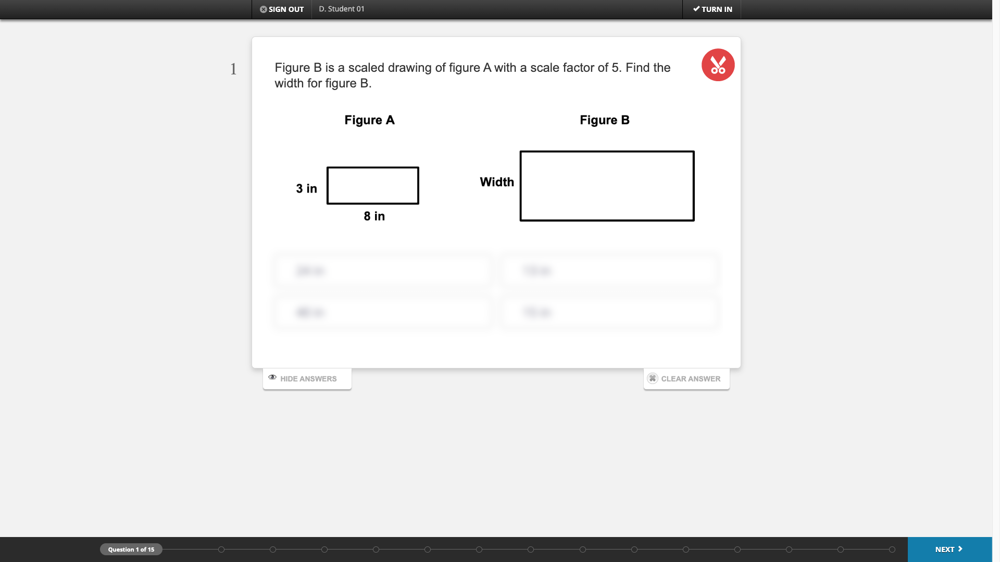 SIGN OUT
D. Student 01
TURN IN
1
Figure B is a scaled drawing of figure A with a scale factor of 5. Find the
width for figure B.
Figure A
Figure B
3 in
8 in
Width
HIDE ANSWERS
CLEAR ANSWER
Question 1 of 15
NEXT